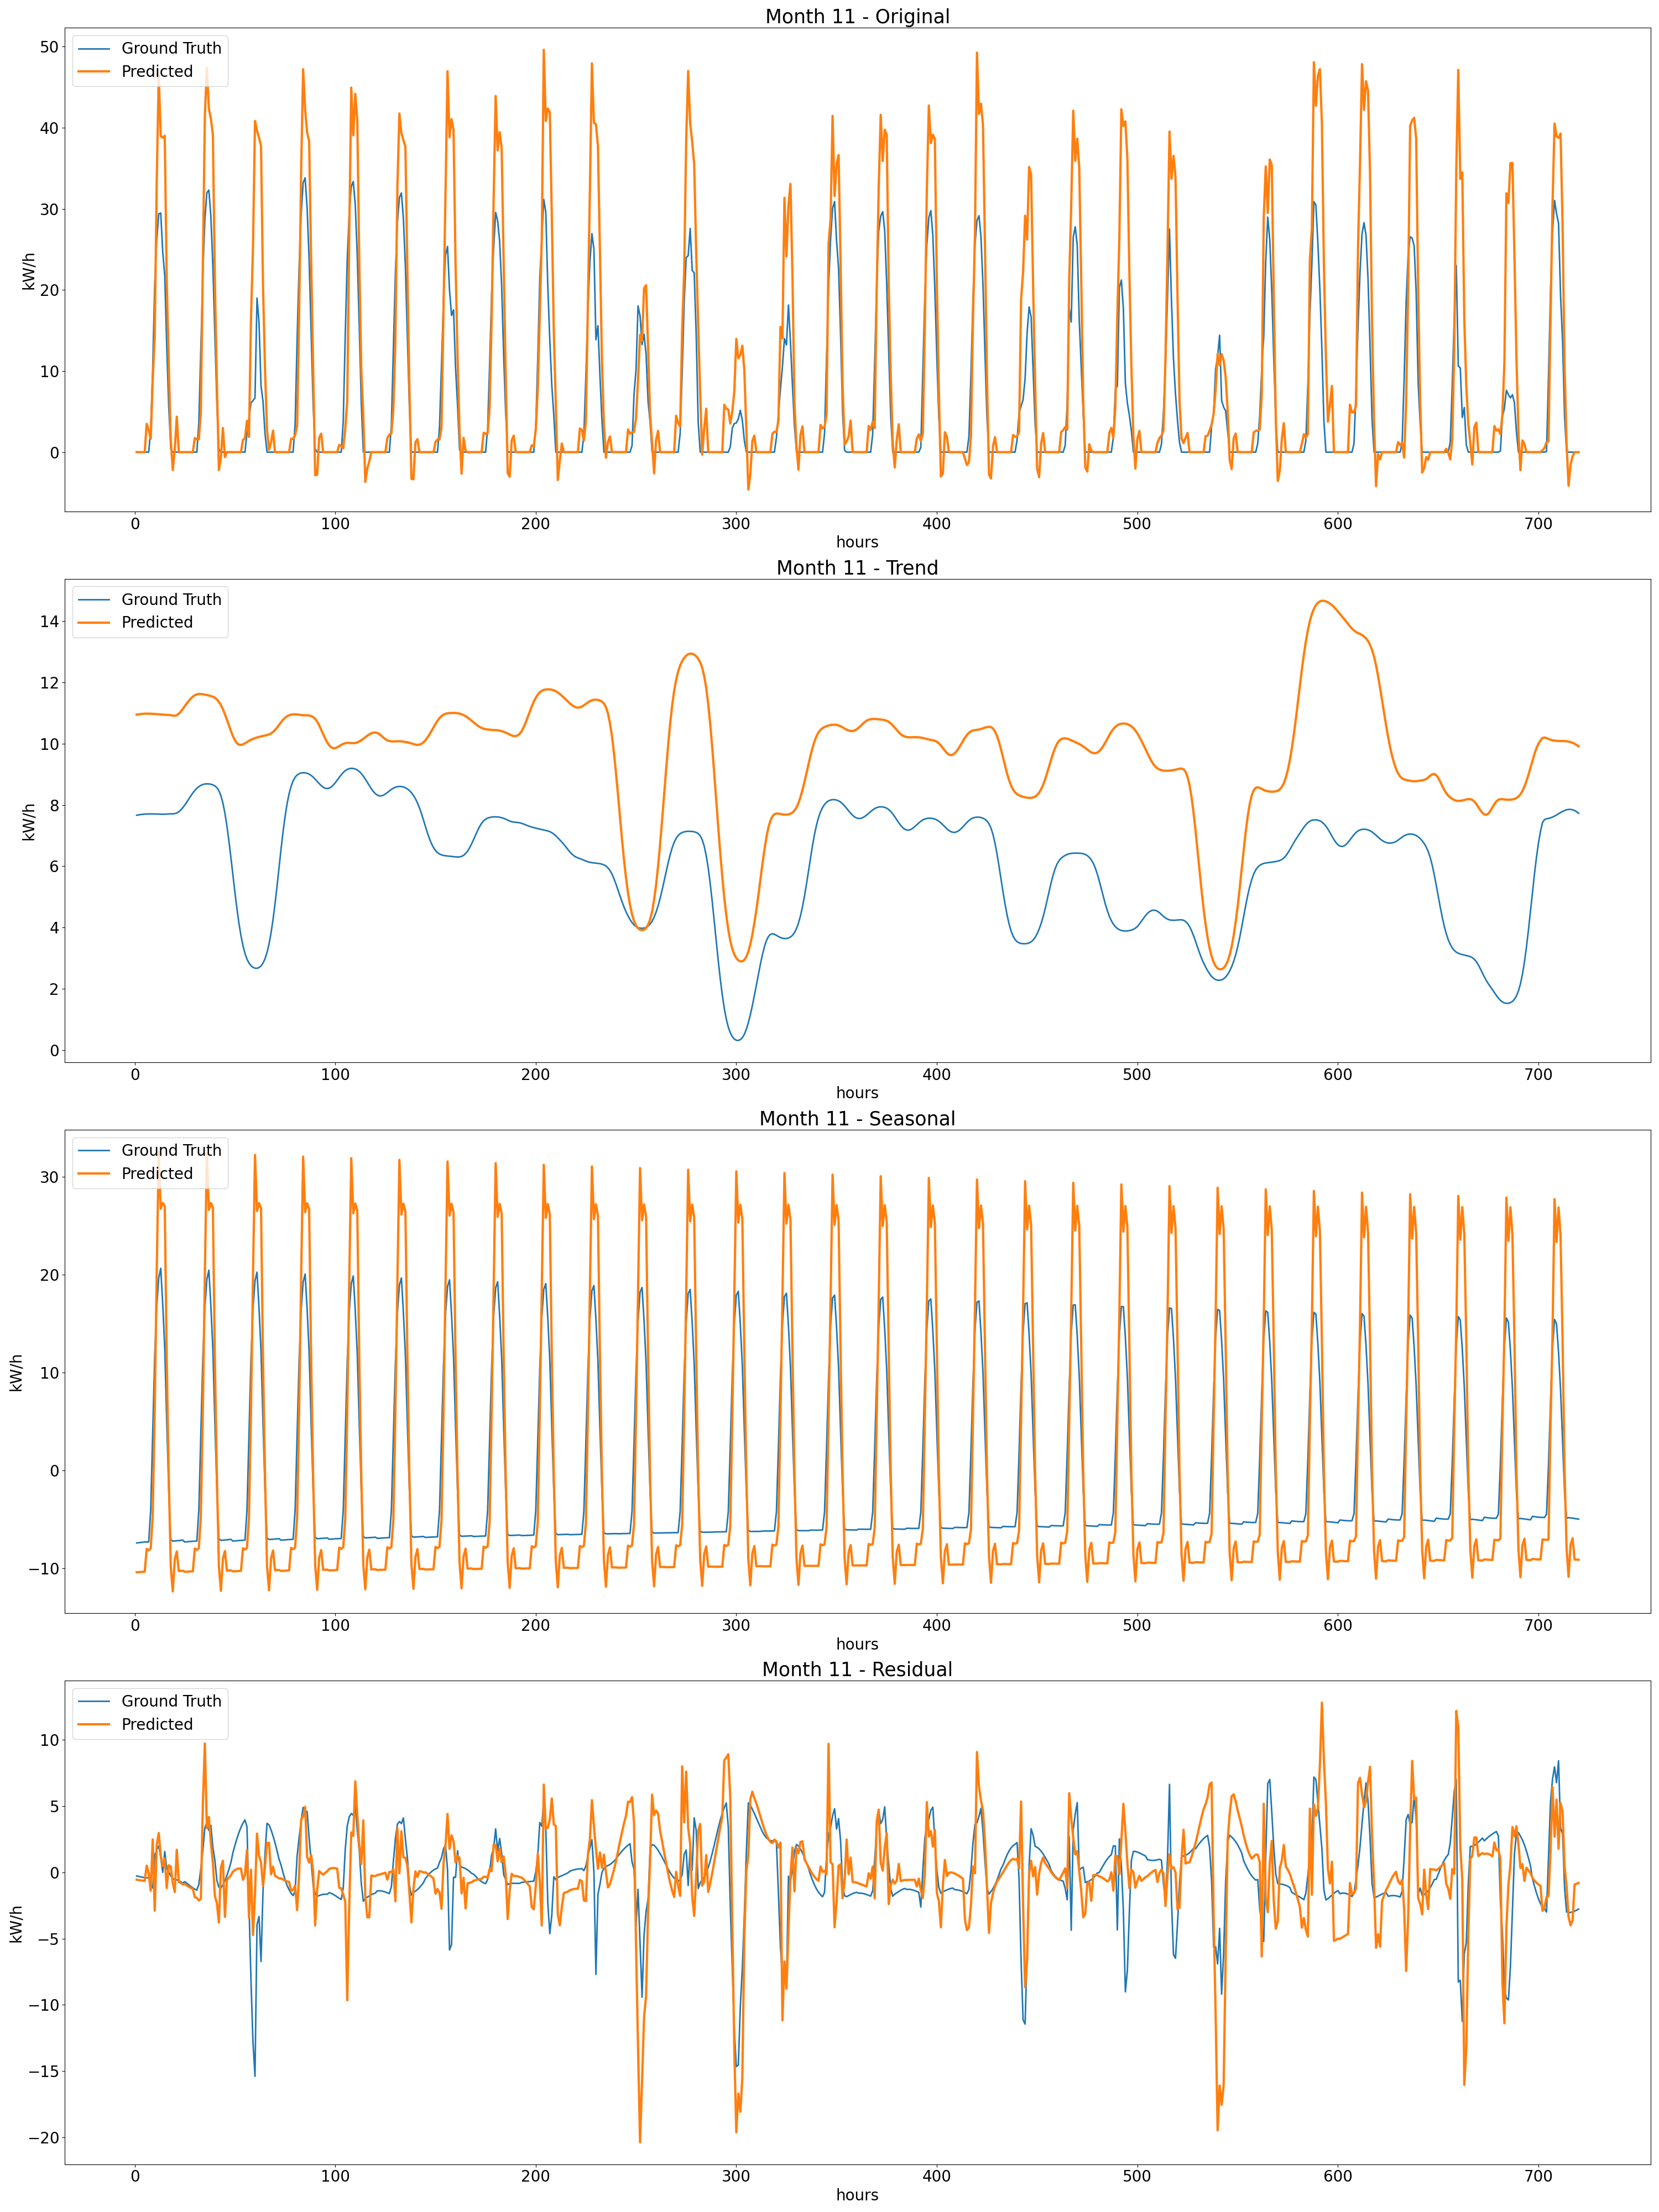 Month 11 - Original
Ground Truth
Predicted
50
40
30
20
10
0
kW/h
0 100 200 300 400 500 600 700
hours
Month 11 - Trend
Ground Truth
Predicted
14
12
10
8
6
4
2
0
kW/h
0 100 200 300 400 500 600 700
hours
Month 11 - Seasonal
Ground Truth
Predicted
30
20
10
0
−10
kW/h
0 100 200 300 400 500 600 700
hours
Month 11 - Residual
Ground Truth
Predicted
10
5
0
−5
−10
−15
−20
kW/h
0 100 200 300 400 500 600 700
hours